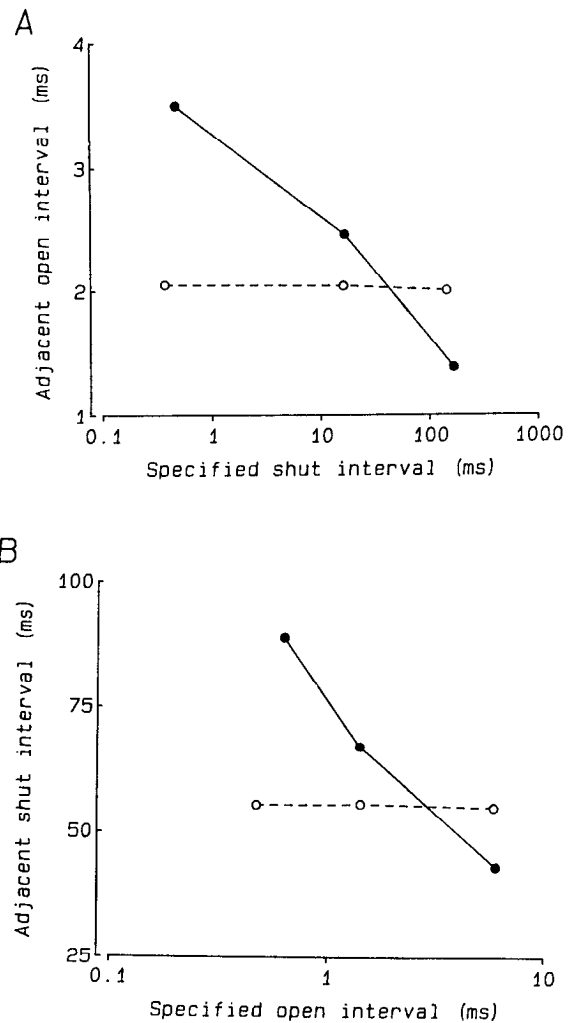 A
Adjacent open interval (ms)
4
3
2
1
0.1 1 10 100 1000
Specified shut interval (ms)
B
Adjacent shut interval (ms)
100
75
50
25
0.1 1 10
Specified open interval (ms)